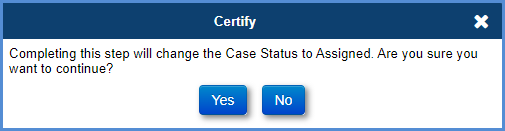 Certify
Completing this step will change the Case Status to Assigned. Are you sure you
want to continue?
Yes No